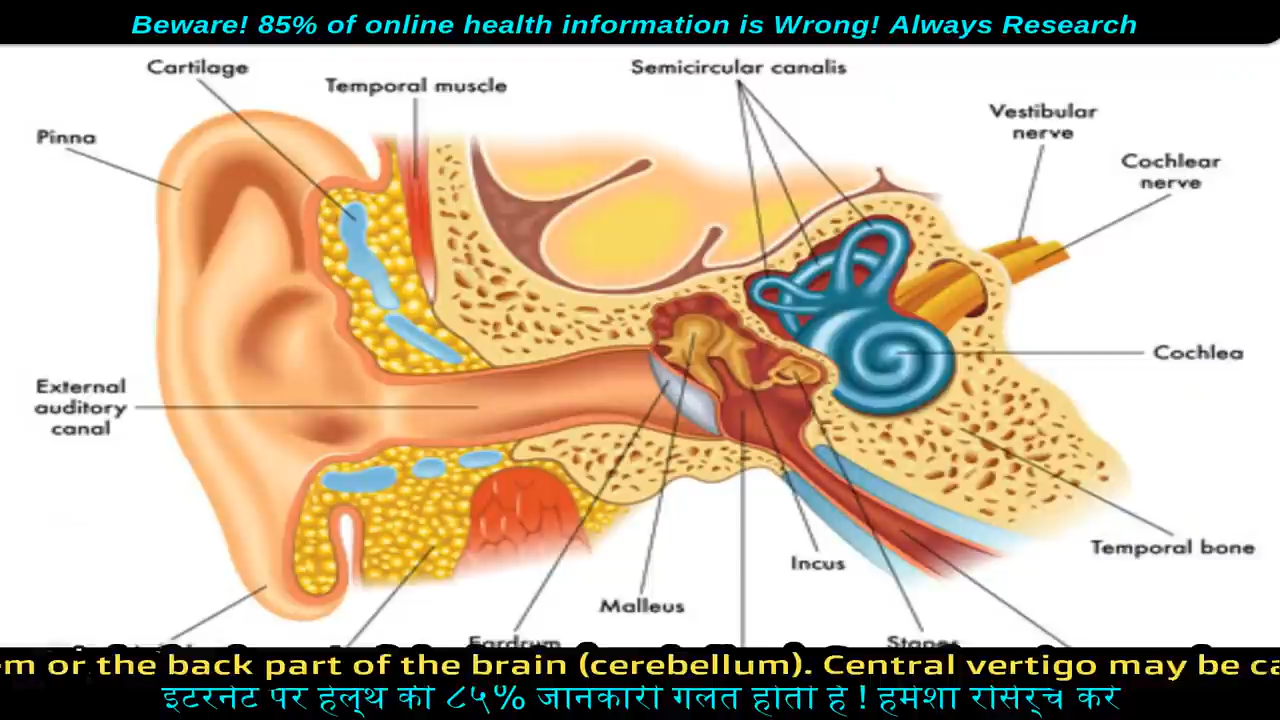 Beware! 85% of online health information is Wrong! Always Research
Cartilage
Temporal muscle
Semicircular canalis
Pinna
Vestibular
nerve
Cochlear
nerve
External
auditory
canal
Cochlea
Incus
Temporal bone
Malleus
Eardrum
Stapes
or the back part of the brain (cerebellum). Central vertigo may be
इंटरनेट पर हेल्थ की ८५% जानकारी गलत होती है ! हमेशा रिसर्च करें